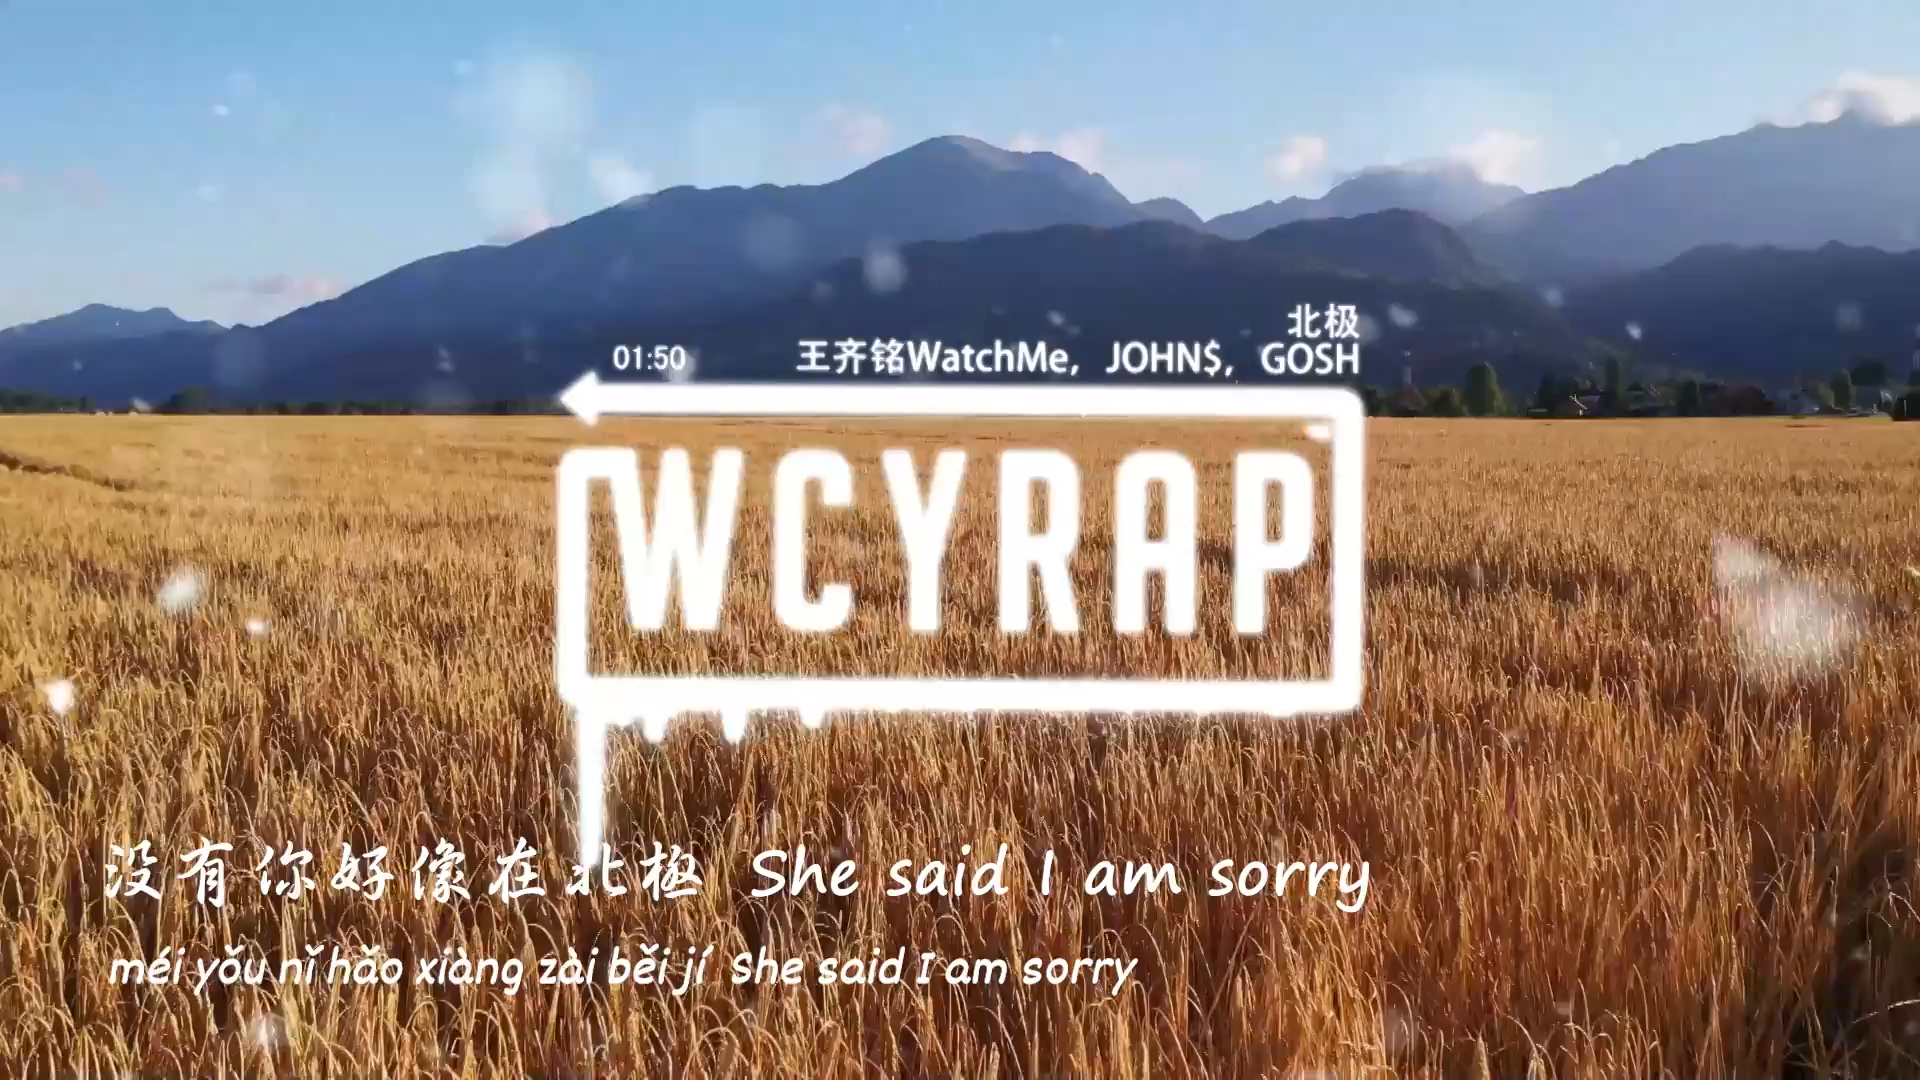 北极
01:50 王齐铭WatchMe, JOHN$, GOSH
WCYRAP
没有你好像在北極 She said I am sorry
méi yǒu nǐ hǎo xiàng zài běi jí She said I am sorry